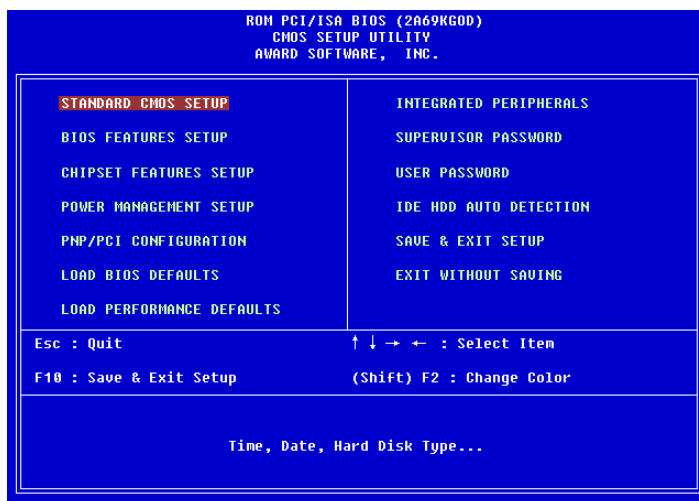 ROM PCI/ISA BIOS (2A69KGOD)
CMOS SETUP UTILITY
AWARD SOFTWARE, INC.
STANDARD CMOS SETUP
BIOS FEATURES SETUP
CHIPSET FEATURES SETUP
POWER MANAGEMENT SETUP
PNP/PCI CONFIGURATION
LOAD BIOS DEFAULTS
LOAD PERFORMANCE DEFAULTS
INTEGRATED PERIPHERALS
SUPERVISOR PASSWORD
USER PASSWORD
IDE HDD AUTO DETECTION
SAVE & EXIT SETUP
EXIT WITHOUT SAVING
Esc : Quit
↑ ↓ → ← : Select Item
F10 : Save & Exit Setup
(Shift) F2 : Change Color
Time, Date, Hard Disk Type...